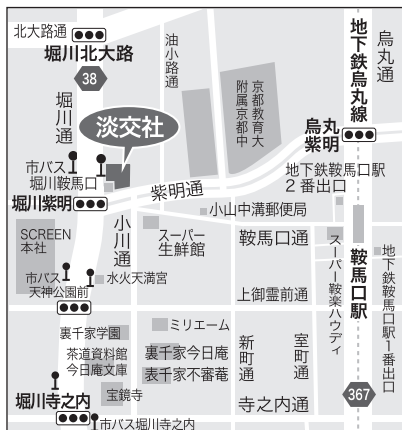 北大路通
堀川北大路
38
堀川通
油小路通
京都教育大
附属京都中
地下鉄烏丸線
烏丸通
烏丸
紫明
淡交社
市バス
堀川鞍馬口
堀川紫明
紫明通
地下鉄鞍馬口駅
2番出口
小山中溝郵便局
SCREEN
本社
小川通
スーパー
生鮮館
鞍馬口通
スーパー鞍楽ハウディ
鞍馬口駅
地下鉄鞍馬口駅1番出口
市バス
天神公園前
水火天満宮
上御霊前通
裏千家学園
茶道資料館
今日庵文庫
ミリエーム
裏千家今日庵
表千家不審菴
新町通
室町通
宝鏡寺
堀川寺之内
寺之内通
367
市バス堀川寺之内